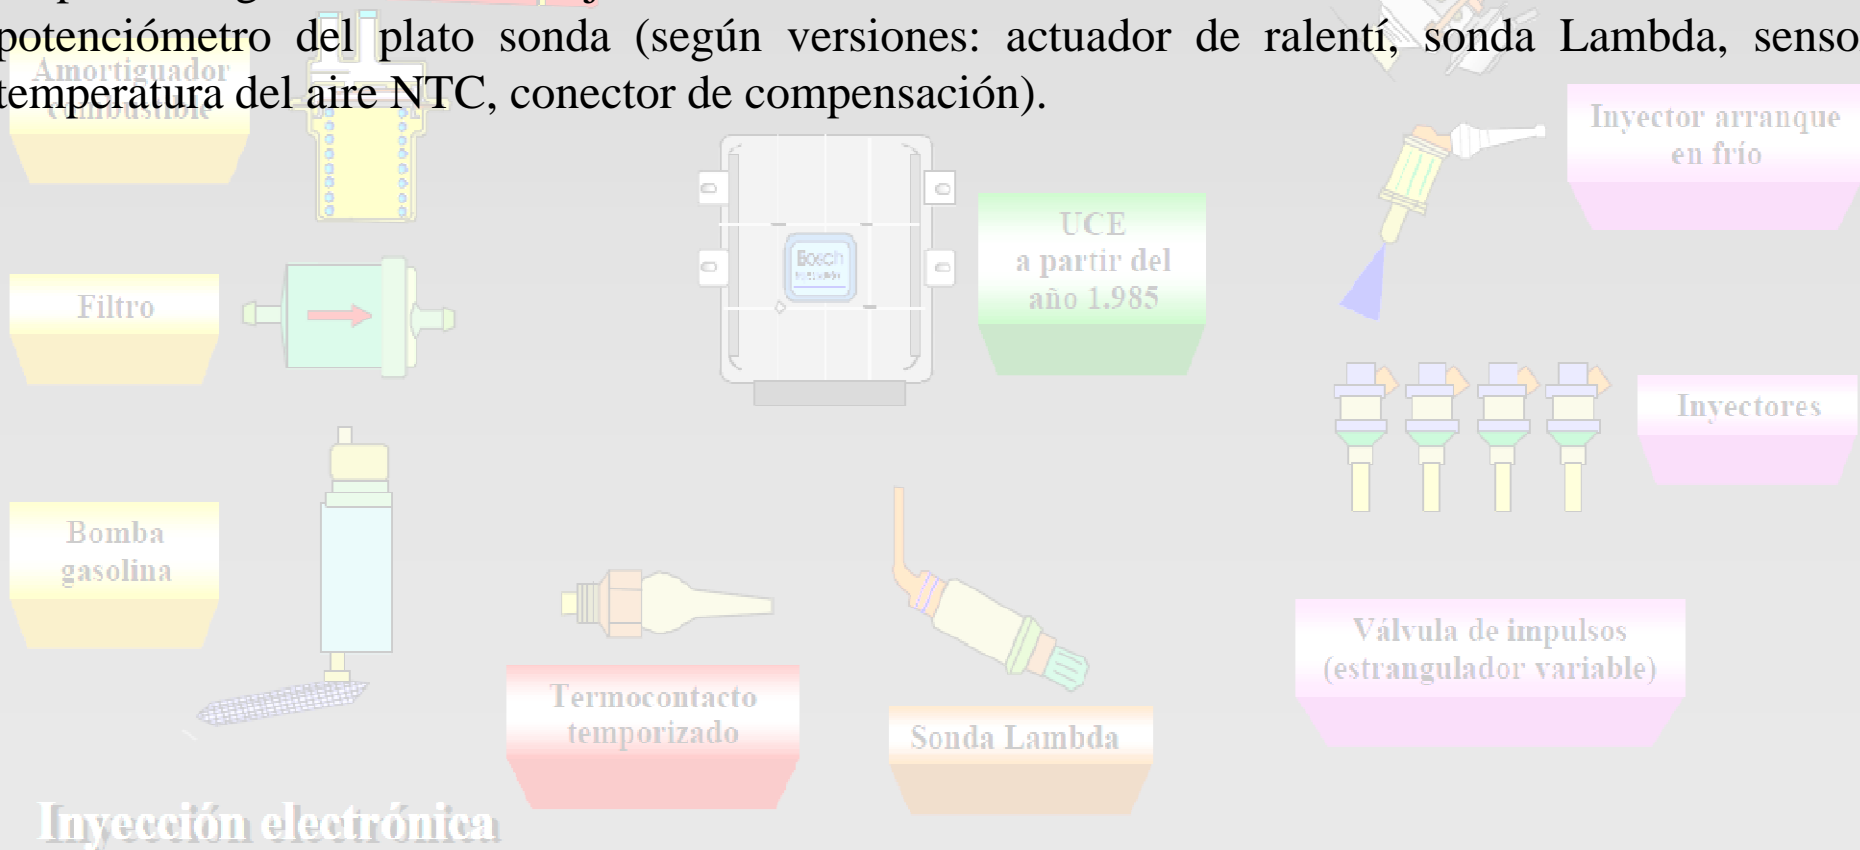 potenciómetro del plato sonda (según versiones: actuador de ralentí, sonda Lambda, senso
temperatura del aire NTC, conector de compensación).
Amortiguador
combustible
Inyector arranque
en frío
UCE
a partir del
año 1.985
Bosch
Filtro
Inyectores
Bomba
gasolina
Válvula de impulsos
(estrangulador variable)
Termocontacto
temporizado
Sonda Lambda
Inyección electrónica